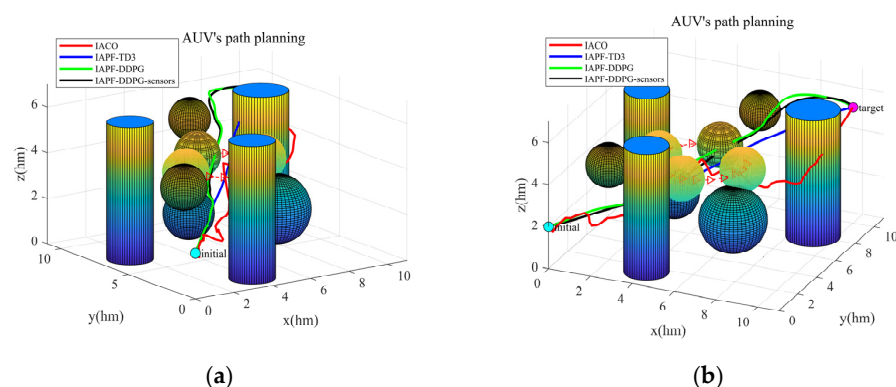 AUV's path planning
IACO
IAPF-TD3
IAPF-DDPG
IAPF-DDPG-sensors
z(hm)
6
4
2
0
10
5
0
y(hm)
0
2
4
6
8
10
x(hm)
initial
(a)
AUV's path planning
IACO
IAPF-TD3
IAPF-DDPG
IAPF-DDPG-sensors
z(hm)
6
4
2
0
0
2
4
6
8
10
x(hm)
0
2
4
6
8
10
y(hm)
initial
target
(b)